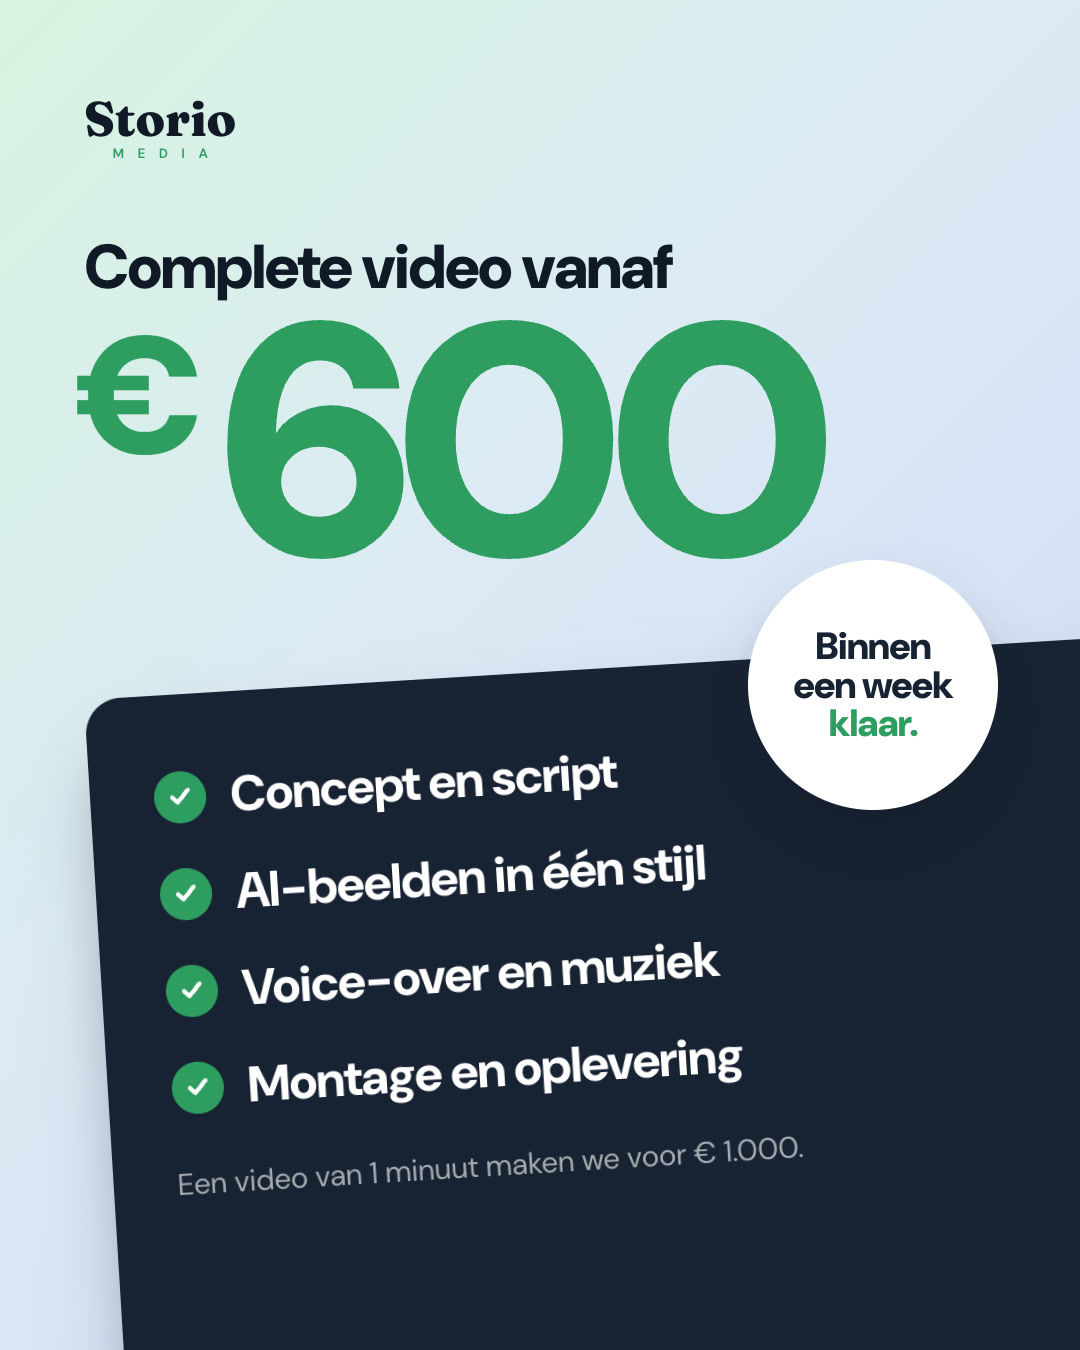 Storio
MEDIA
Complete video vanaf
€ 600
Binnen
een week
klaar.
Concept en script
AI-beelden in één stijl
Voice-over en muziek
Montage en oplevering
Een video van 1 minuut maken we voor € 1.000.